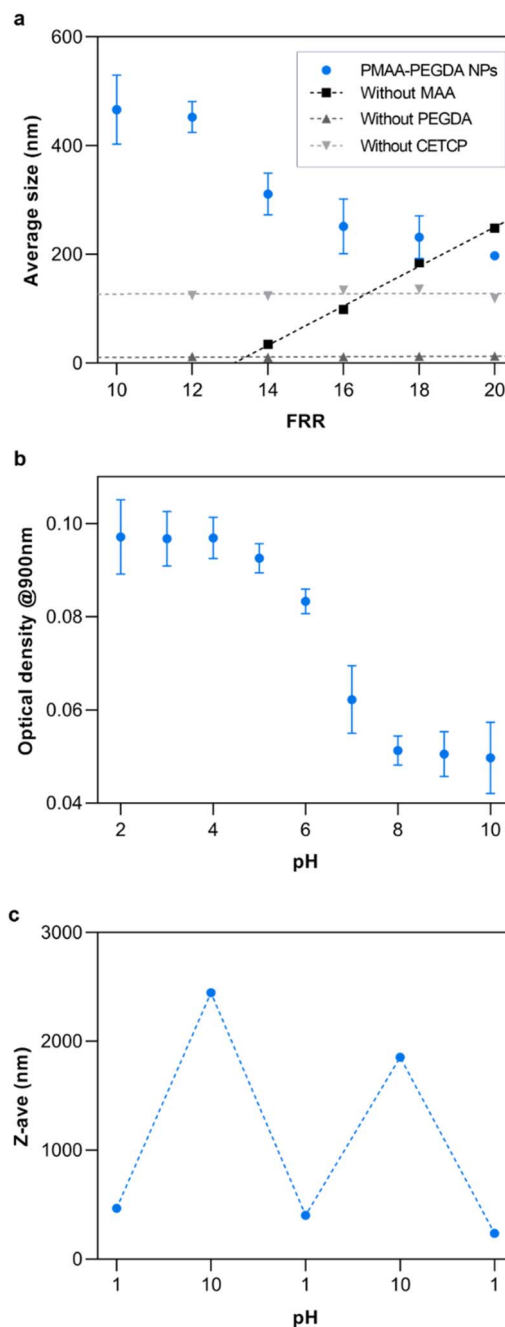 a
600
400
200
0
Average size (nm)
PMAA-PEGDA NPs
Without MAA
Without PEGDA
Without CETCP
10 12 14 16 18 20
FRR
b
0.10
0.08
0.06
0.04
Optical density @900nm
2 4 6 8 10
pH
c
3000
2000
1000
0
Z-ave (nm)
1 10 1 10 1
pH